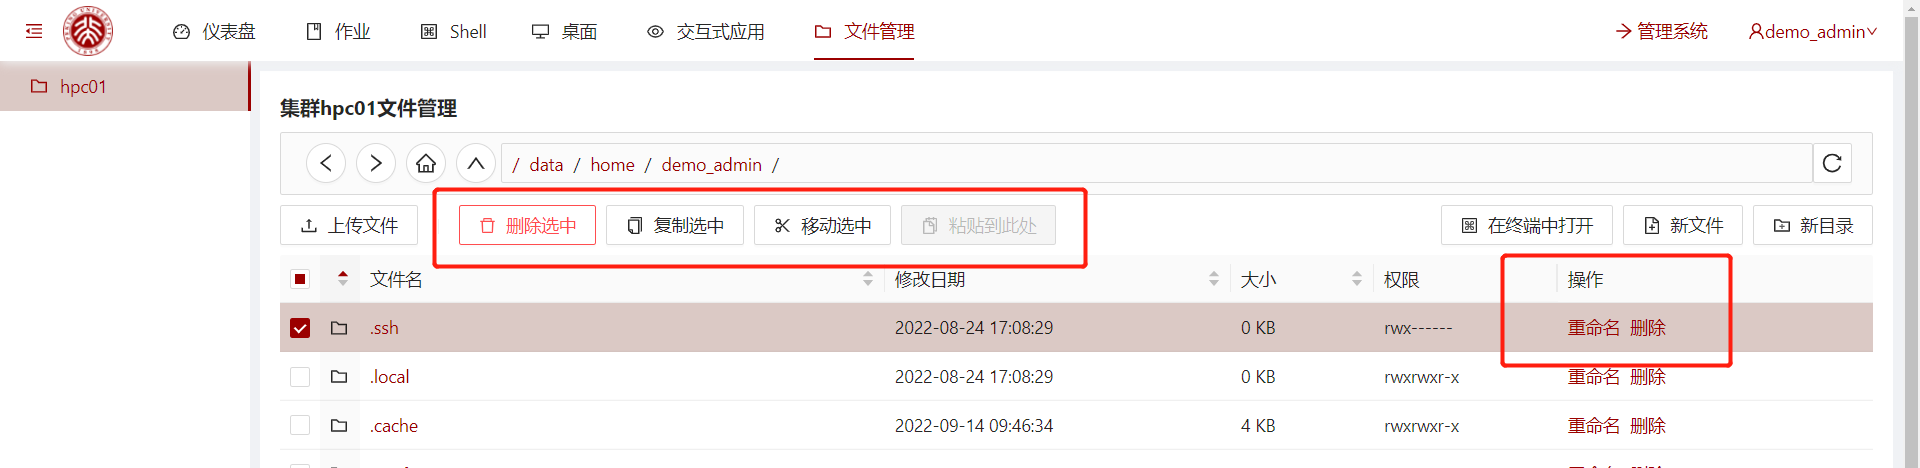 仪表盘 作业 Shell 桌面 交互式应用 文件管理 管理系统 demo_admin
hpc01
集群hpc01文件管理
/ data / home / demo_admin /
上传文件 删除选中 复制选中 移动选中 粘贴到此处 在终端中打开 新文件 新目录
文件名 修改日期 大小 权限 操作
.ssh 2022-08-24 17:08:29 0 KB rwx------ 重命名 删除
.local 2022-08-24 17:08:29 0 KB rwxrwxr-x 重命名 删除
.cache 2022-09-14 09:46:34 4 KB rwxrwxr-x 重命名 删除